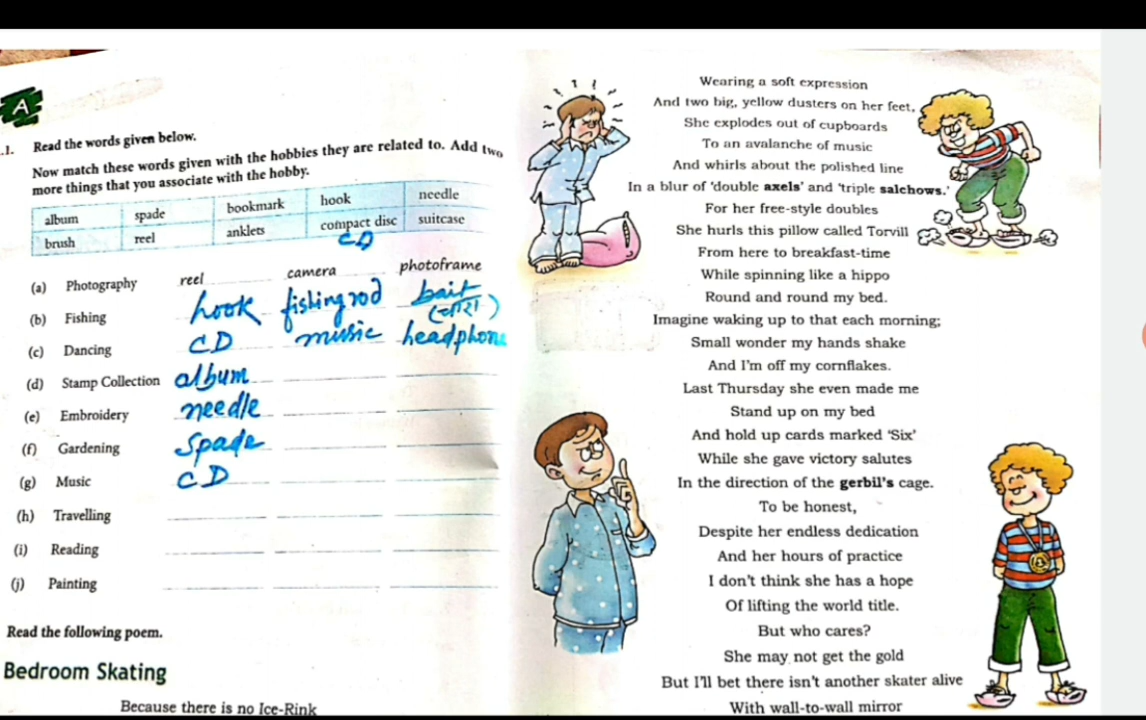 A
.1. Read the words given below.
Now match these words given with the hobbies they are related to. Add two
more things that you associate with the hobby.
album spade bookmark hook needle
brush reel anklets compact disc suitcase
CD
(a) Photography reel camera photoframe
(b) Fishing hook fishing rod bait
(चारा)
(c) Dancing CD music headphon
(d) Stamp Collection album
(e) Embroidery needle
(f) Gardening Spade
(g) Music CD
(h) Travelling
(i) Reading
(j) Painting
Read the following poem.
Bedroom Skating
Because there is no Ice-Rink
Wearing a soft expression
And two big, yellow dusters on her feet,
She explodes out of cupboards
To an avalanche of music
And whirls about the polished line
In a blur of 'double axels' and 'triple salchows.'
For her free-style doubles
She hurls this pillow called Torvill
From here to breakfast-time
While spinning like a hippo
Round and round my bed.
Imagine waking up to that each morning;
Small wonder my hands shake
And I'm off my cornflakes.
Last Thursday she even made me
Stand up on my bed
And hold up cards marked 'Six'
While she gave victory salutes
In the direction of the gerbil's cage.
To be honest,
Despite her endless dedication
And her hours of practice
I don't think she has a hope
Of lifting the world title.
But who cares?
She may not get the gold
But I'll bet there isn't another skater alive
With wall-to-wall mirror